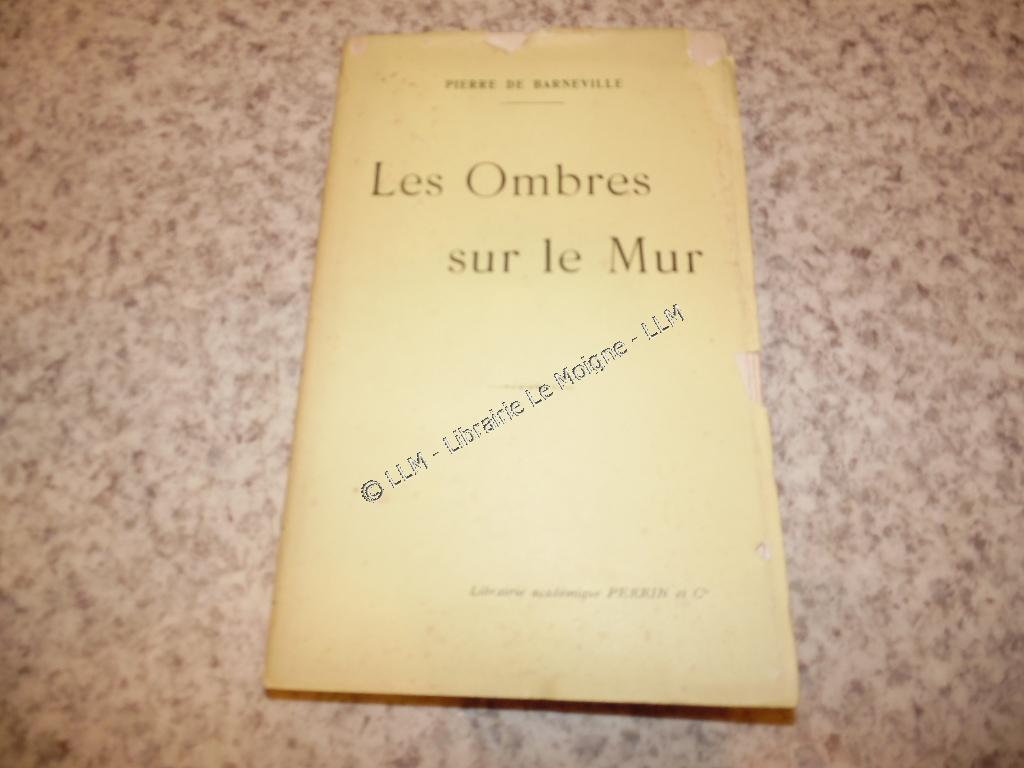 PIERRE DE BARNEVILLE
Les Ombres
sur le Mur
© LLM - Librairie Le Moigne - LLM
Librairie académique PERRIN et Cie